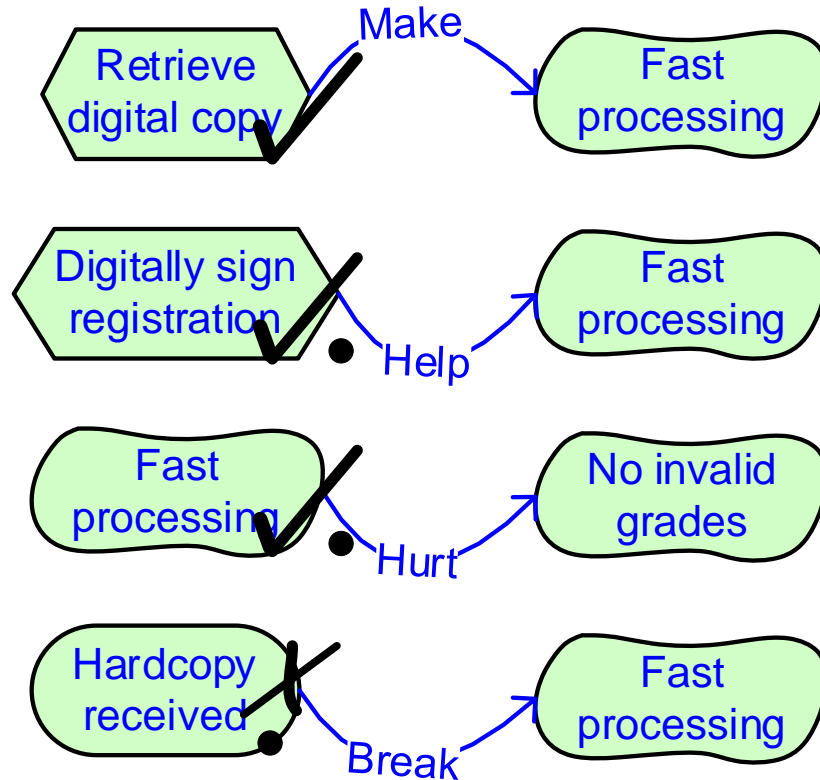 Make
Retrieve
digital copy
Fast
processing
Digitally sign
registration
Help
Fast
processing
Fast
processing
Hurt
No invalid
grades
Hardcopy
received
Break
Fast
processing